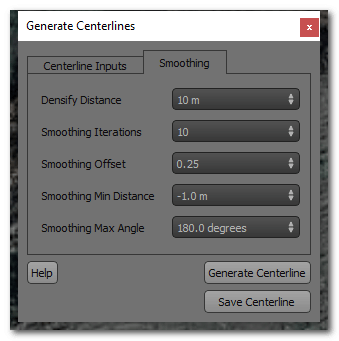 Generate Centerlines x
Centerline Inputs Smoothing
Densify Distance 10 m
Smoothing Iterations 10
Smoothing Offset 0.25
Smoothing Min Distance -1.0 m
Smoothing Max Angle 180.0 degrees
Help Generate Centerline
Save Centerline